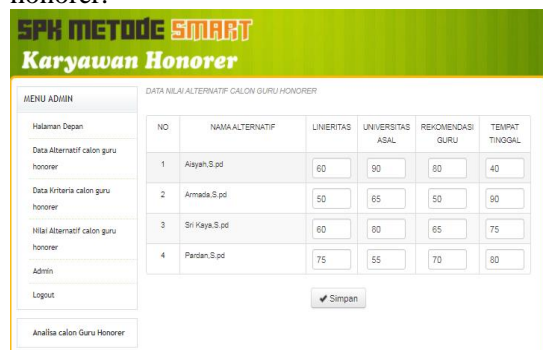 honorer.
SPK METODE SMART
Karyawan Honorer
MENU ADMIN
Halaman Depan
Data Alternatif calon guru
honorer
Data Kriteria calon guru
honorer
Nilai Alternatif calon guru
honorer
Admin
Logout
Analisa calon Guru Honorer
DATA NILAI ALTERNATIF CALON GURU HONORER
NO NAMA ALTERNATIF LINIERITAS UNIVERSITAS ASAL REKOMENDASI GURU TEMPAT TINGGAL
1 Aisyah,S.pd 60 90 80 40
2 Armada,S.pd 50 65 50 90
3 Sri Kaya,S.pd 60 80 65 75
4 Pardan,S.pd 75 55 70 80
Simpan